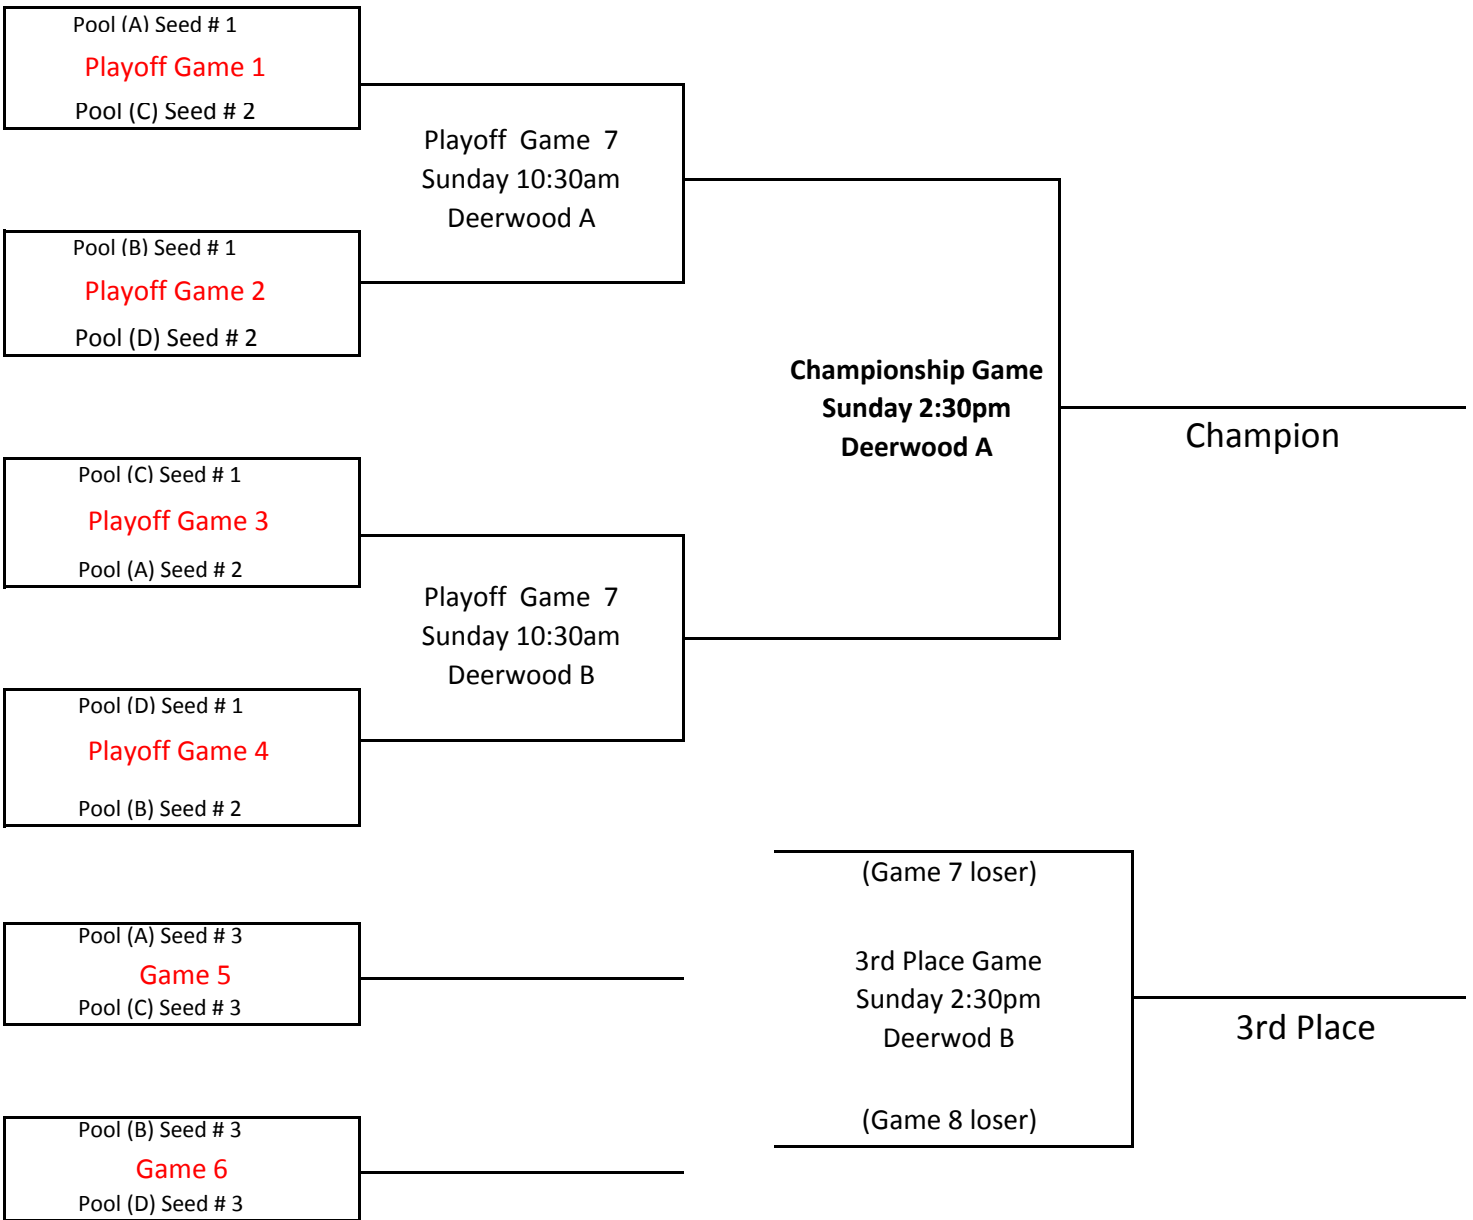 Pool (A) Seed # 1
Playoff Game 1
Pool (C) Seed # 2
Playoff  Game  7
Sunday 10:30am
Deerwood A
Pool (B) Seed # 1
Playoff Game 2
Pool (D) Seed # 2
Championship Game
Sunday 2:30pm
Deerwood A
Champion
Pool (C) Seed # 1
Playoff Game 3
Pool (A) Seed # 2
Playoff  Game  7
Sunday 10:30am
Deerwood B
Pool (D) Seed # 1
Playoff Game 4
Pool (B) Seed # 2
(Game 7 loser)
3rd Place Game
Sunday 2:30pm
Deerwod B
(Game 8 loser)
3rd Place
Pool (A) Seed # 3
Game 5
Pool (C) Seed # 3
Pool (B) Seed # 3
Game 6
Pool (D) Seed # 3